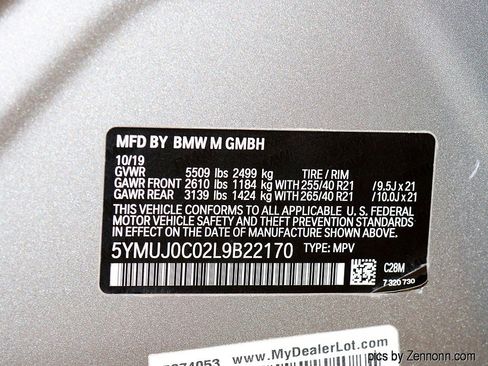 MFD BY BMW M GMBH
10/19
GVWR 5509 lbs 2499 kg TIRE / RIM
GAWR FRONT 2610 lbs 1184 kg WITH 255/40 R21 / 9.5J x 21
GAWR REAR 3139 lbs 1424 kg WITH 265/40 R21 / 10.0J x 21
THIS VEHICLE CONFORMS TO ALL APPLICABLE U. S. FEDERAL
MOTOR VEHICLE SAFETY AND THEFT PREVENTION STANDARDS
IN EFFECT ON THE DATE OF MANUFACTURE SHOWN ABOVE.
5YMUJ0C02L9B22170 TYPE: MPV
C28M
7 320 730
www.MyDealerLot.com
pics by Zennonn.com